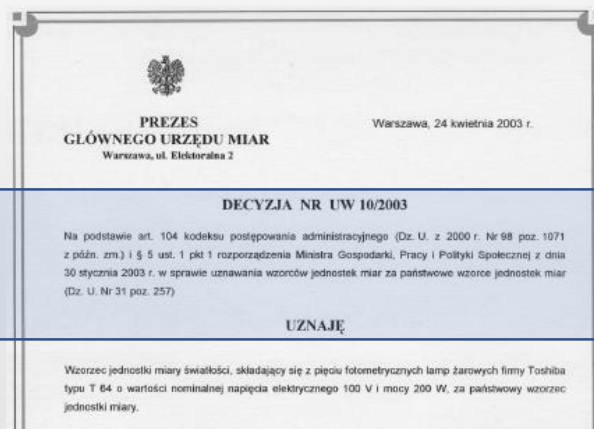 PREZES
GŁÓWNEGO URZĘDU MIAR
Warszawa, ul. Elektoralna 2
Warszawa, 24 kwietnia 2003 r.
DECYZJA NR UW 10/2003
Na podstawie art. 104 kodeksu postępowania administracyjnego (Dz. U. z 2000 r. Nr 98 poz. 1071
z późn. zm.) i § 5 ust. 1 pkt 1 rozporządzenia Ministra Gospodarki, Pracy i Polityki Społecznej z dnia
30 stycznia 2003 r. w sprawie uznawania wzorców jednostek miar za państwowe wzorce jednostek miar
(Dz. U. Nr 31 poz. 257)
UZNAJĘ
Wzorzec jednostki miary światłości, składający się z pięciu fotometrycznych lamp żarowych firmy Toshiba
typu T 64 o wartości nominalnej napięcia elektrycznego 100 V i mocy 200 W, za państwowy wzorzec
jednostki miary.